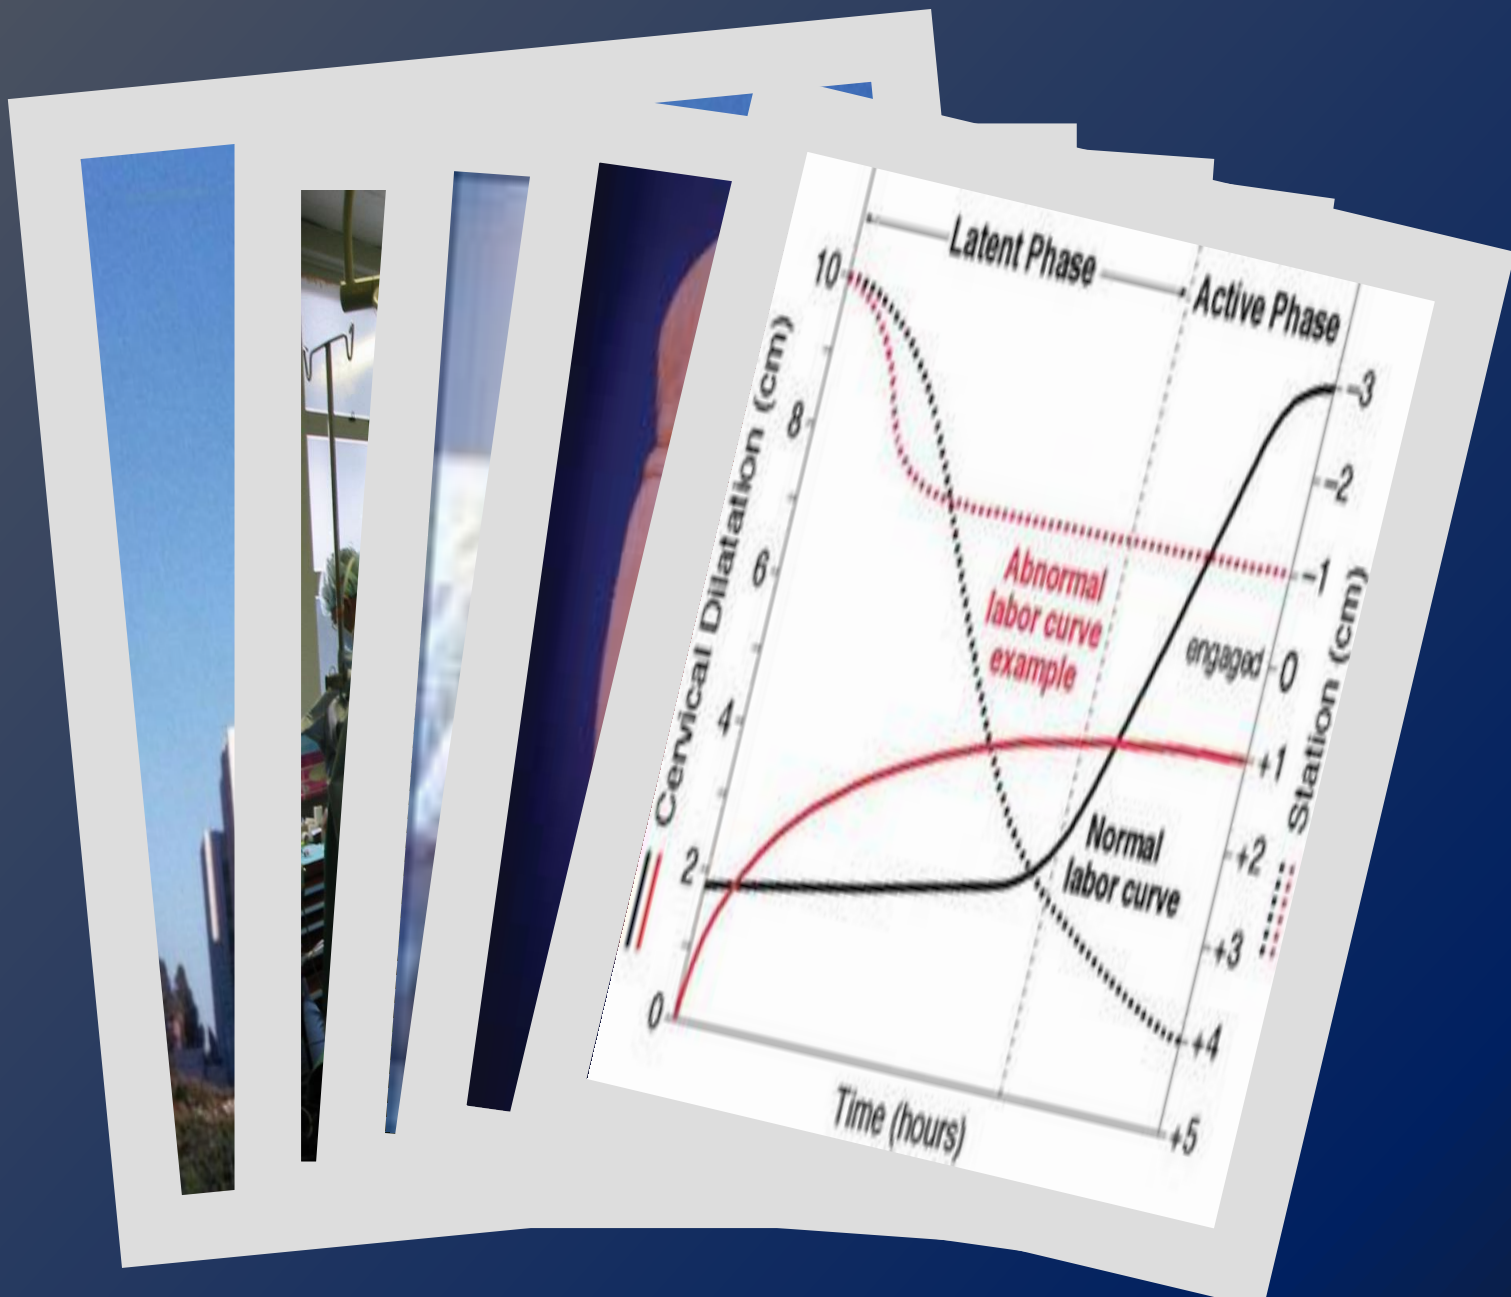 Latent Phase
Active Phase
10
8
6
4
2
0
Cervical Dilatation (cm)
-3
-2
-1
0
+1
+2
+3
+4
+5
Station (cm)
engaged
Abnormal
labor curve
example
Normal
labor curve
Time (hours)